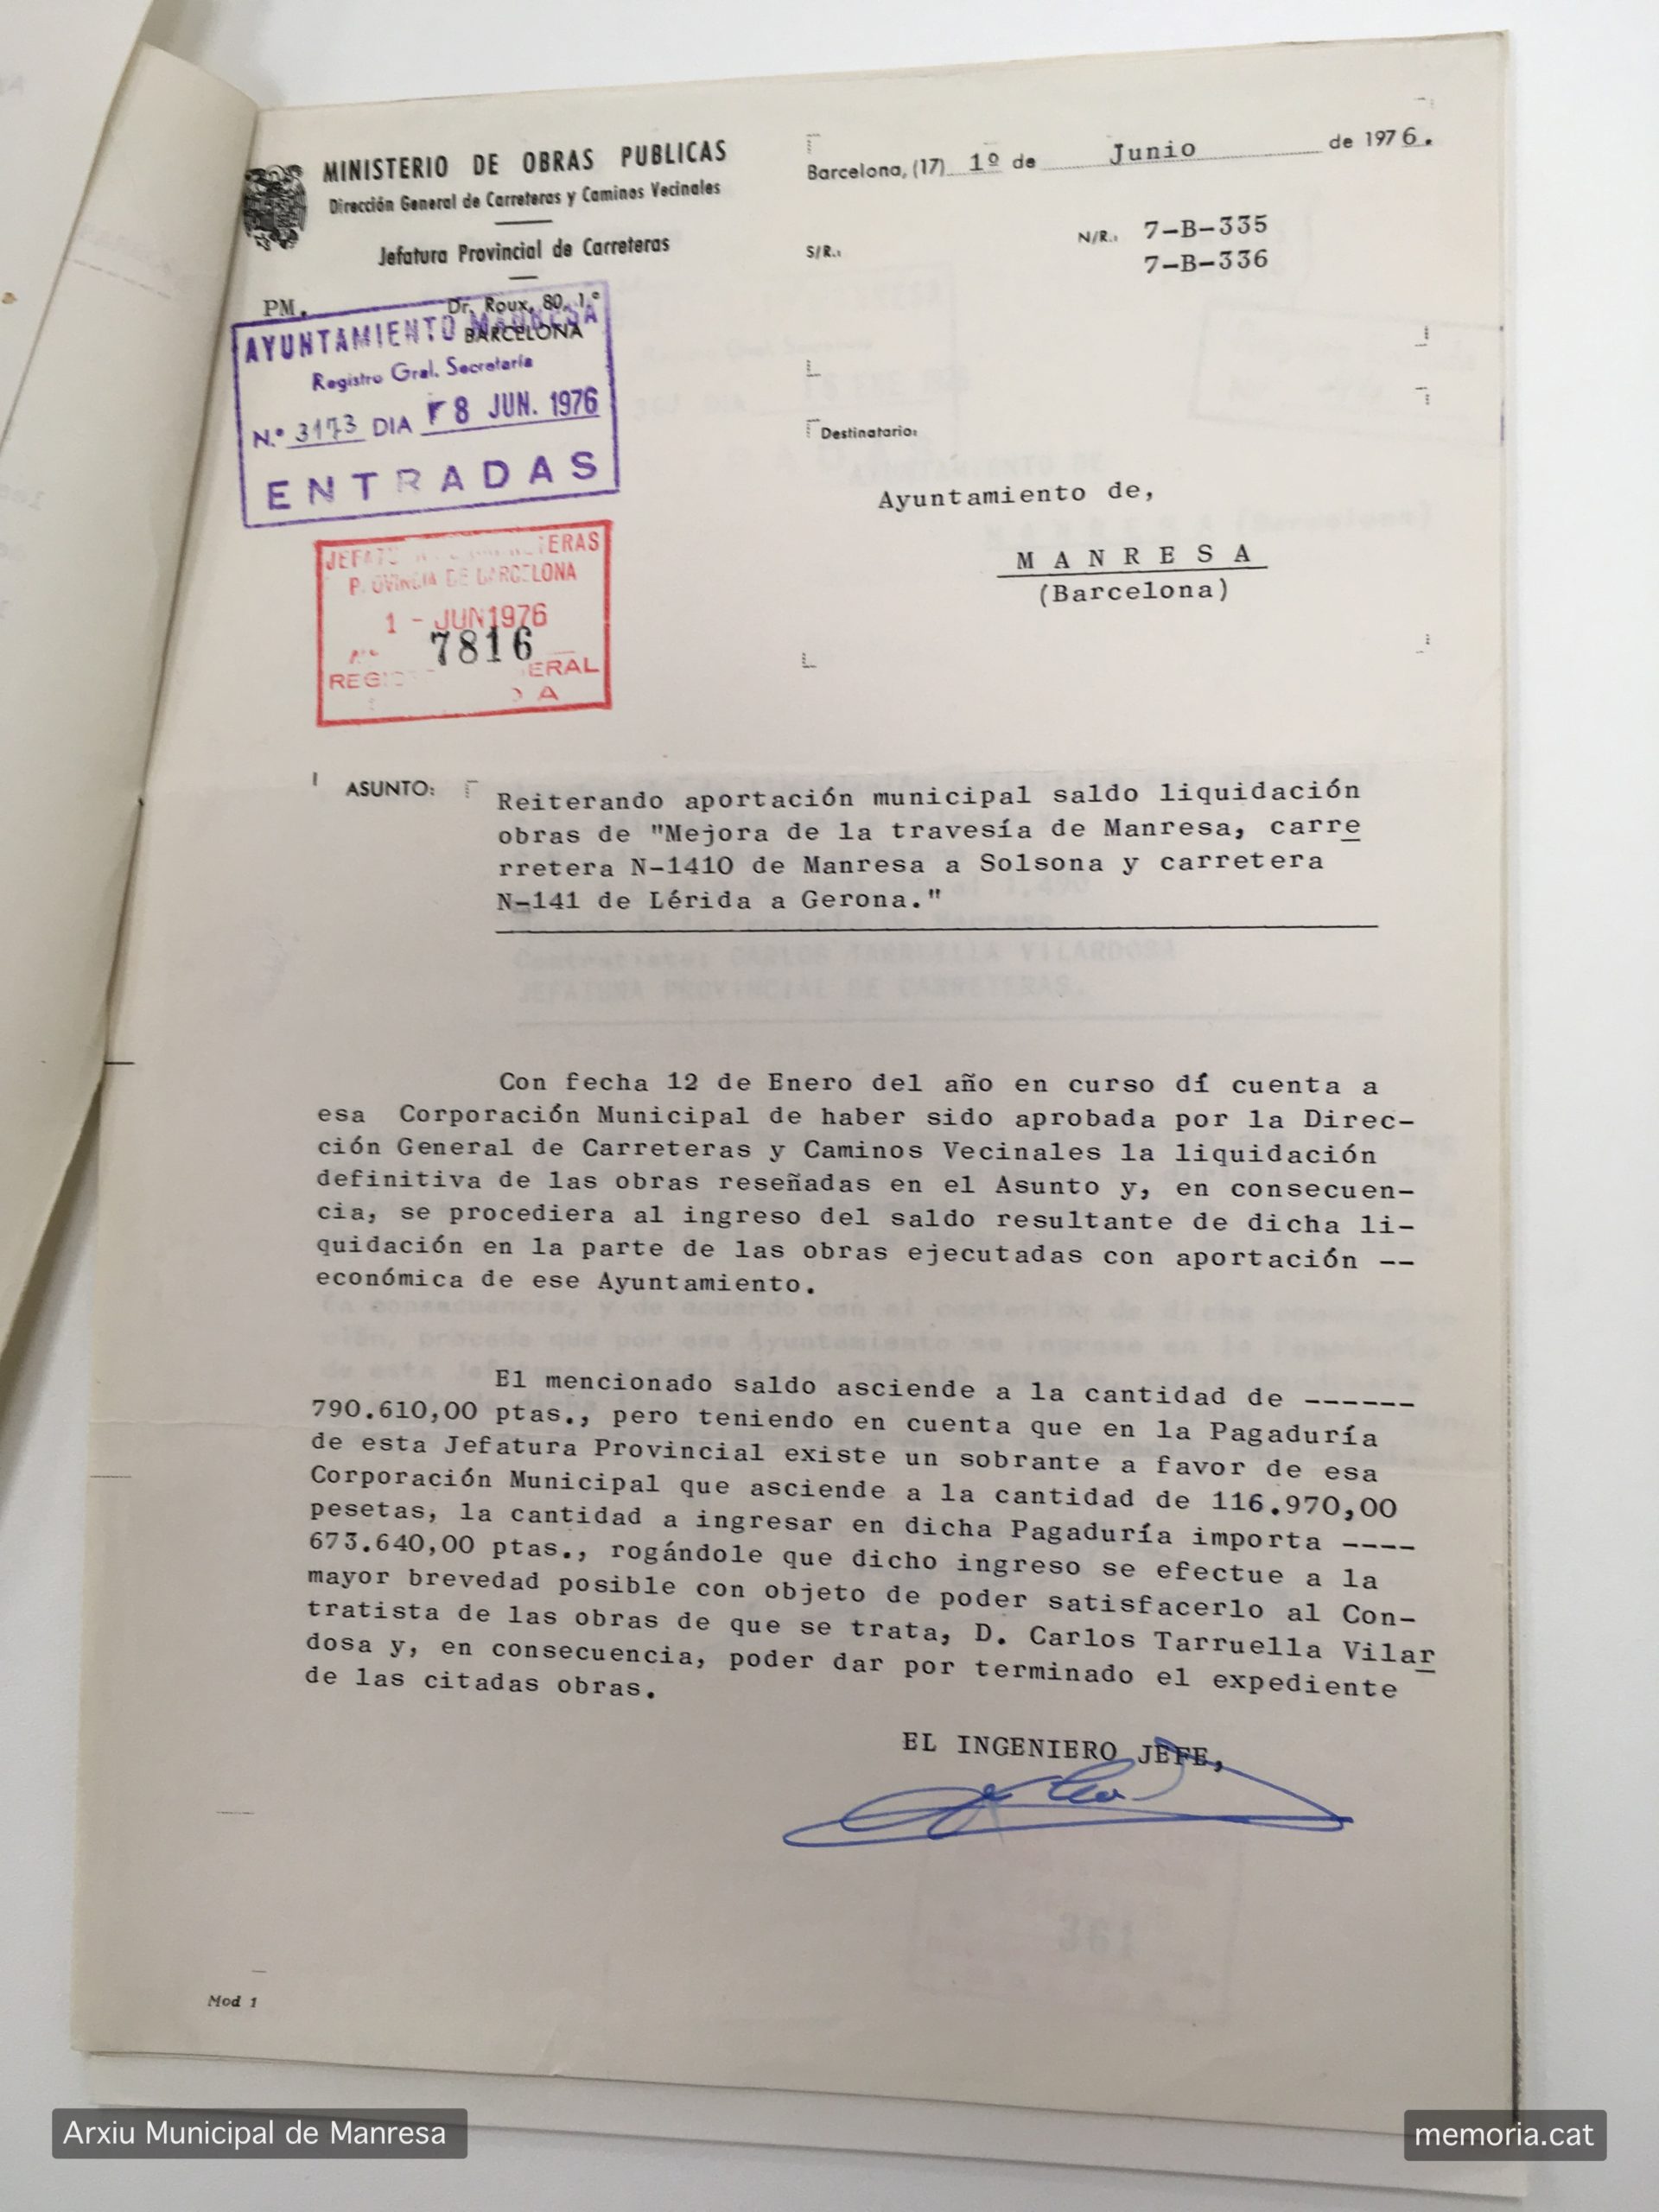 MINISTERIO DE OBRAS PUBLICAS
Dirección General de Carreteras y Caminos Vecinales
Jefatura Provincial de Carreteras
PM.
Dr. Roux, 80, 1.º
BARCELONA
Barcelona, (17) 1º de Junio de 1976.
S/R.:
N/R.: 7-B-335
7-B-336
AYUNTAMIENTO MANRESA
Registro Gral. Secretaría
N.º 3173 DIA 8 JUN. 1976
ENTRADAS
Destinatario:
Ayuntamiento de,
MANRESA
(Barcelona)
PROVINCIA DE BARCELONA
1 - JUN 1976
7816
ASUNTO:
Reiterando aportación municipal saldo liquidación
obras de "Mejora de la travesía de Manresa, carre
rretera N-1410 de Manresa a Solsona y carretera
N-141 de Lérida a Gerona."
Con fecha 12 de Enero del año en curso dí cuenta a
esa Corporación Municipal de haber sido aprobada por la Direc-
ción General de Carreteras y Caminos Vecinales la liquidación
definitiva de las obras reseñadas en el Asunto y, en consecuen-
cia, se procediera al ingreso del saldo resultante de dicha li-
quidación en la parte de las obras ejecutadas con aportación --
económica de ese Ayuntamiento.
El mencionado saldo asciende a la cantidad de ------
790.610,00 ptas., pero teniendo en cuenta que en la Pagaduría
de esta Jefatura Provincial existe un sobrante a favor de esa
Corporación Municipal que asciende a la cantidad de 116.970,00
pesetas, la cantidad a ingresar en dicha Pagaduría importa ----
673.640,00 ptas., rogándole que dicho ingreso se efectue a la
mayor brevedad posible con objeto de poder satisfacerlo al Con-
tratista de las obras de que se trata, D. Carlos Tarruella Vilar
dosa y, en consecuencia, poder dar por terminado el expediente
de las citadas obras.
EL INGENIERO JEFE,
Mod 1
Arxiu Municipal de Manresa
memoria.cat